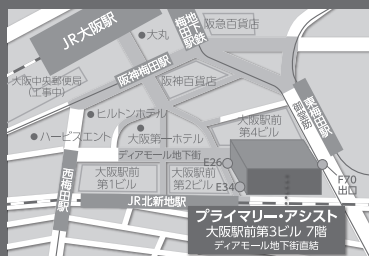 JR大阪駅
●大丸
地下鉄
梅田駅
阪急百貨店
大阪中央郵便局
(工事中)
阪神梅田駅
阪神百貨店
●ヒルトンホテル
●ハービスエント
大阪第一ホテル
ディアモール地下街
大阪駅前
第4ビル
御堂筋
東梅田駅
西梅田駅
大阪駅前
第1ビル
大阪駅前
第2ビル
E26
E34
F70
出口
JR北新地駅
プライマリー・アシスト
大阪駅前第3ビル 7階
ディアモール地下街直結